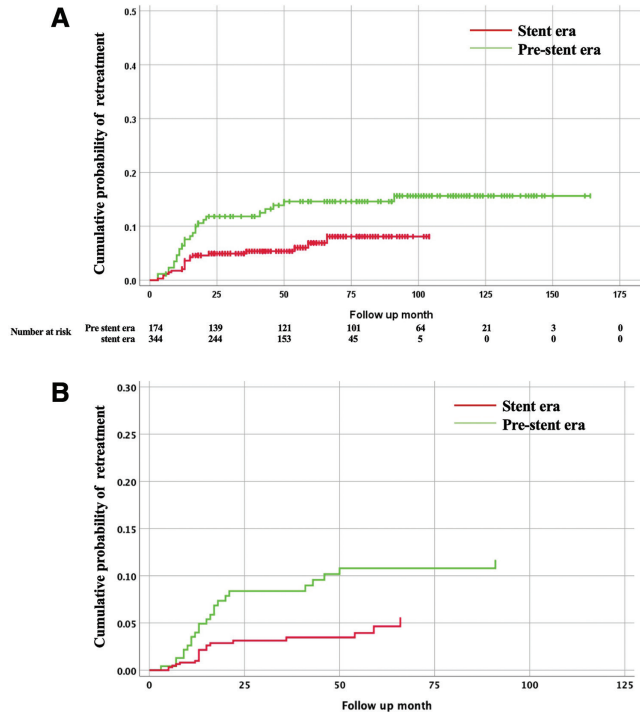 A
Cumulative probability of retreatment
0.5
0.4
0.3
0.2
0.1
0.0
Stent era
Pre-stent era
0 25 50 75 100 125 150 175
Follow up month
Number at risk
Pre stent era 174 139 121 101 64 21 3 0
stent era 344 244 153 45 5 0 0 0
B
Cumulative probability of retreatment
0.30
0.25
0.20
0.15
0.10
0.05
0.00
Stent era
Pre-stent era
0 25 50 75 100 125
Follow up month